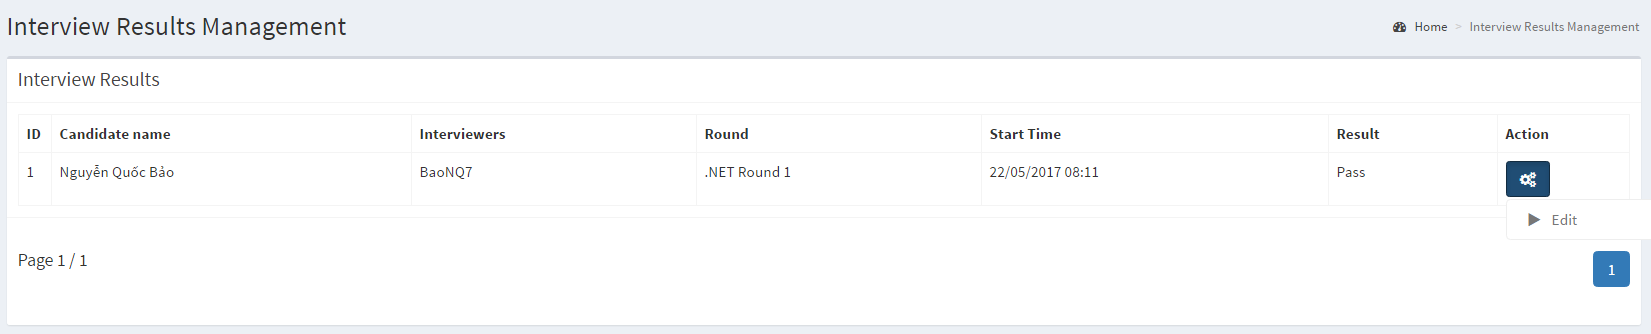 Interview Results Management
Home > Interview Results Management
Interview Results
ID Candidate name Interviewers Round Start Time Result Action
1 Nguyễn Quốc Bảo BaoNQ7 .NET Round 1 22/05/2017 08:11 Pass
Edit
Page 1 / 1
1